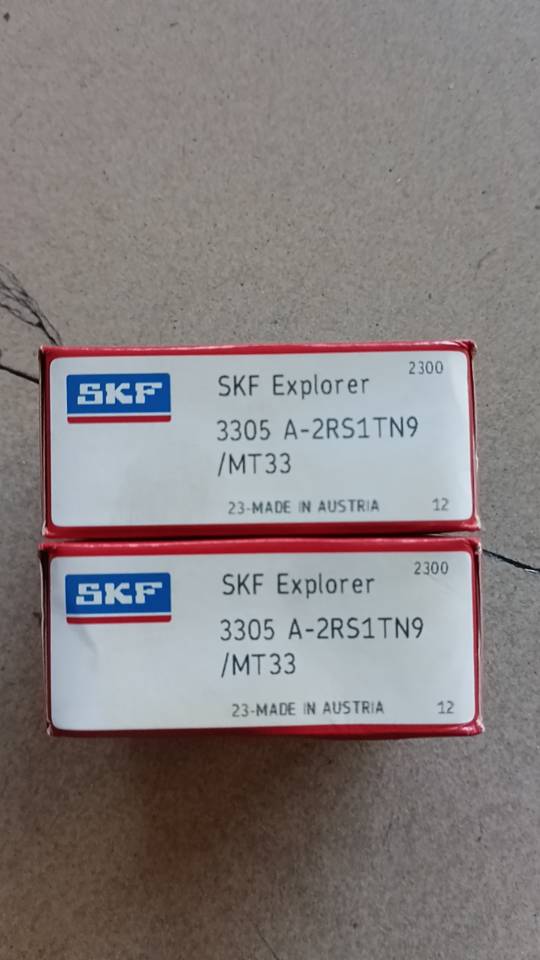 SKF
SKF Explorer
2300
3305 A-2RS1TN9
/MT33
23-MADE IN AUSTRIA
12
SKF
SKF Explorer
2300
3305 A-2RS1TN9
/MT33
23-MADE IN AUSTRIA
12